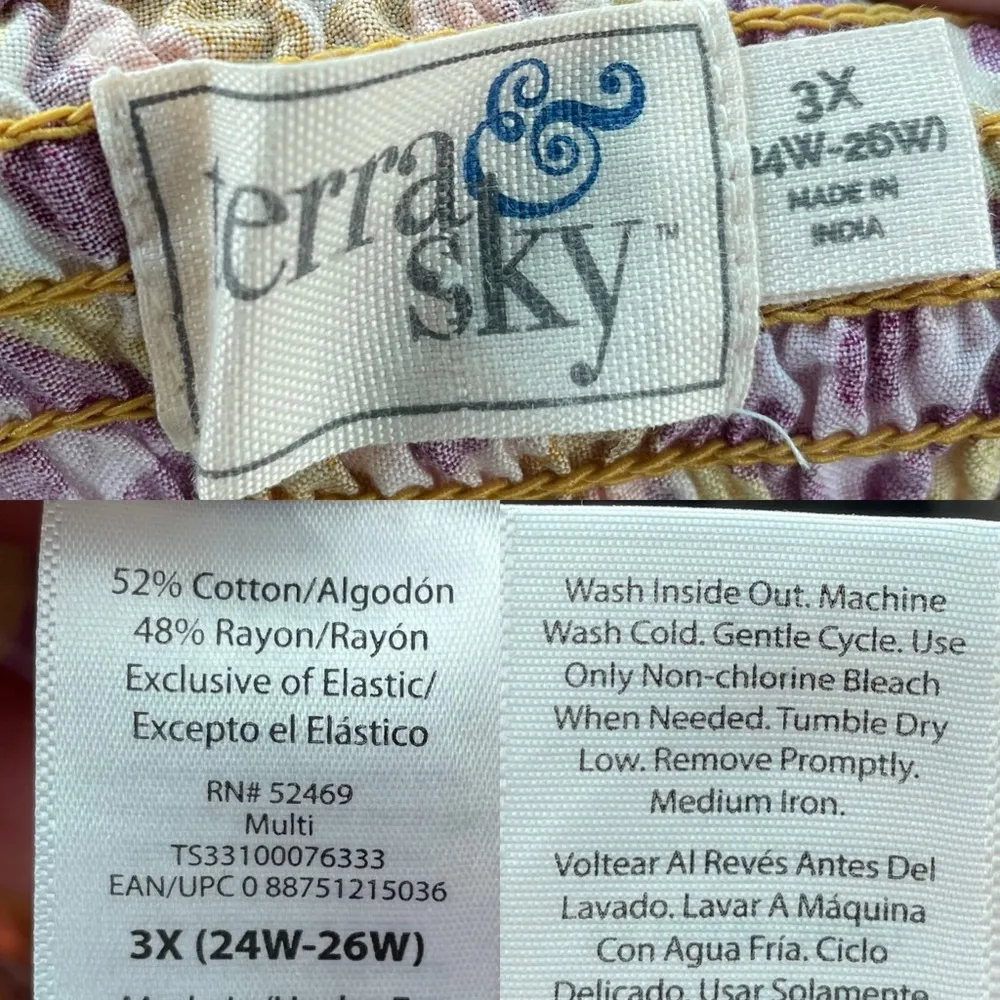 terra &
sky™
3X
24W-26W)
MADE IN
INDIA
52% Cotton/Algodón
48% Rayon/Rayón
Exclusive of Elastic/
Excepto el Elástico
RN# 52469
Multi
TS33100076333
EAN/UPC 0 88751215036
3X (24W-26W)
Wash Inside Out. Machine
Wash Cold. Gentle Cycle. Use
Only Non-chlorine Bleach
When Needed. Tumble Dry
Low. Remove Promptly.
Medium Iron.
Voltear Al Revés Antes Del
Lavado. Lavar A Máquina
Con Agua Fría. Ciclo
Delicado. Usar Solamente